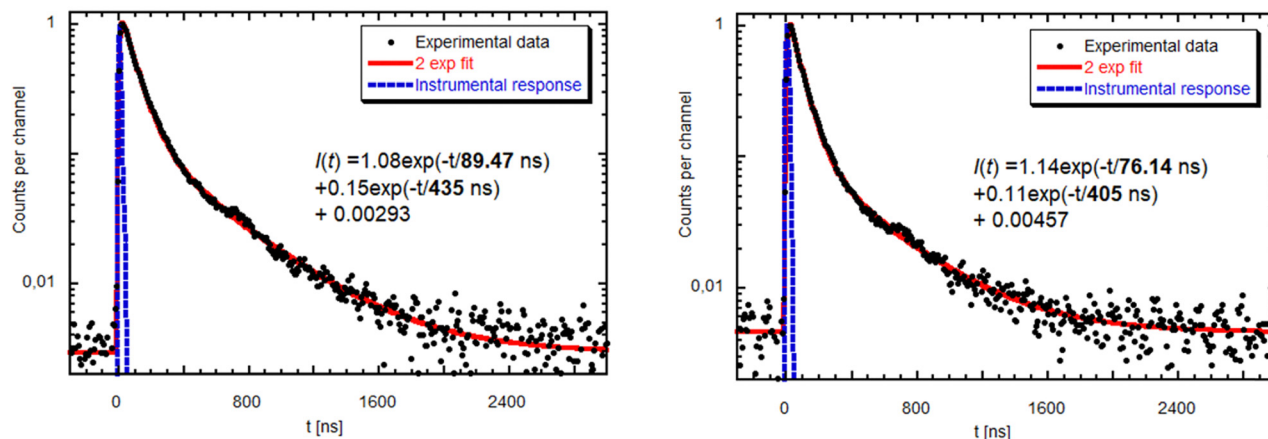 Counts per channel
1
0,01
0
800
1600
2400
t [ns]
Experimental data
2 exp fit
Instrumental response
I(t) =1.08exp(-t/89.47 ns)
+0.15exp(-t/435 ns)
+ 0.00293
Counts per channel
1
0,01
0
800
1600
2400
t [ns]
Experimental data
2 exp fit
Instrumental response
I(t) =1.14exp(-t/76.14 ns)
+0.11exp(-t/405 ns)
+ 0.00457